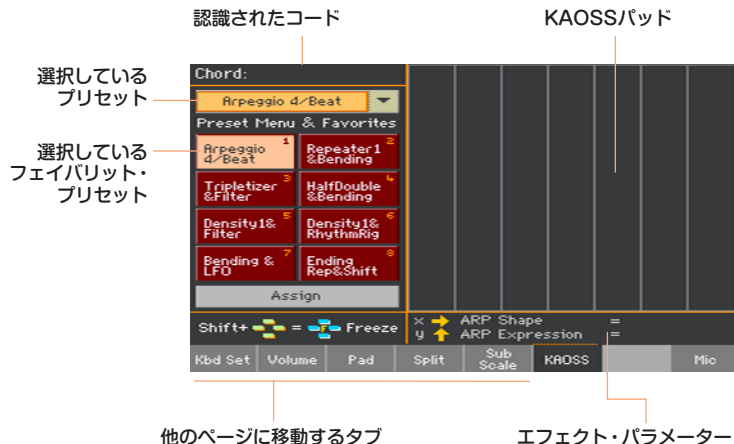 認識されたコード
KAOSSパッド
選択している
プリセット
選択している
フェイバリット・
プリセット
Chord:
Arpeggio 4/Beat
Preset Menu & Favorites
Arpeggio 1
4/Beat
Repeater1 2
&Bending
Tripletizer 3
&Filter
HalfDouble 4
&Bending
Density1& 5
Filter
Density1& 6
RhythmRig
Bending & 7
LFO
Ending 8
Rep&Shift
Assign
Shift+ = F Freeze
x ARP Shape =
y ARP Expression =
Kbd Set Volume Pad Split Sub Scale KAOSS Mic
他のページに移動するタブ
エフェクト・パラメーター